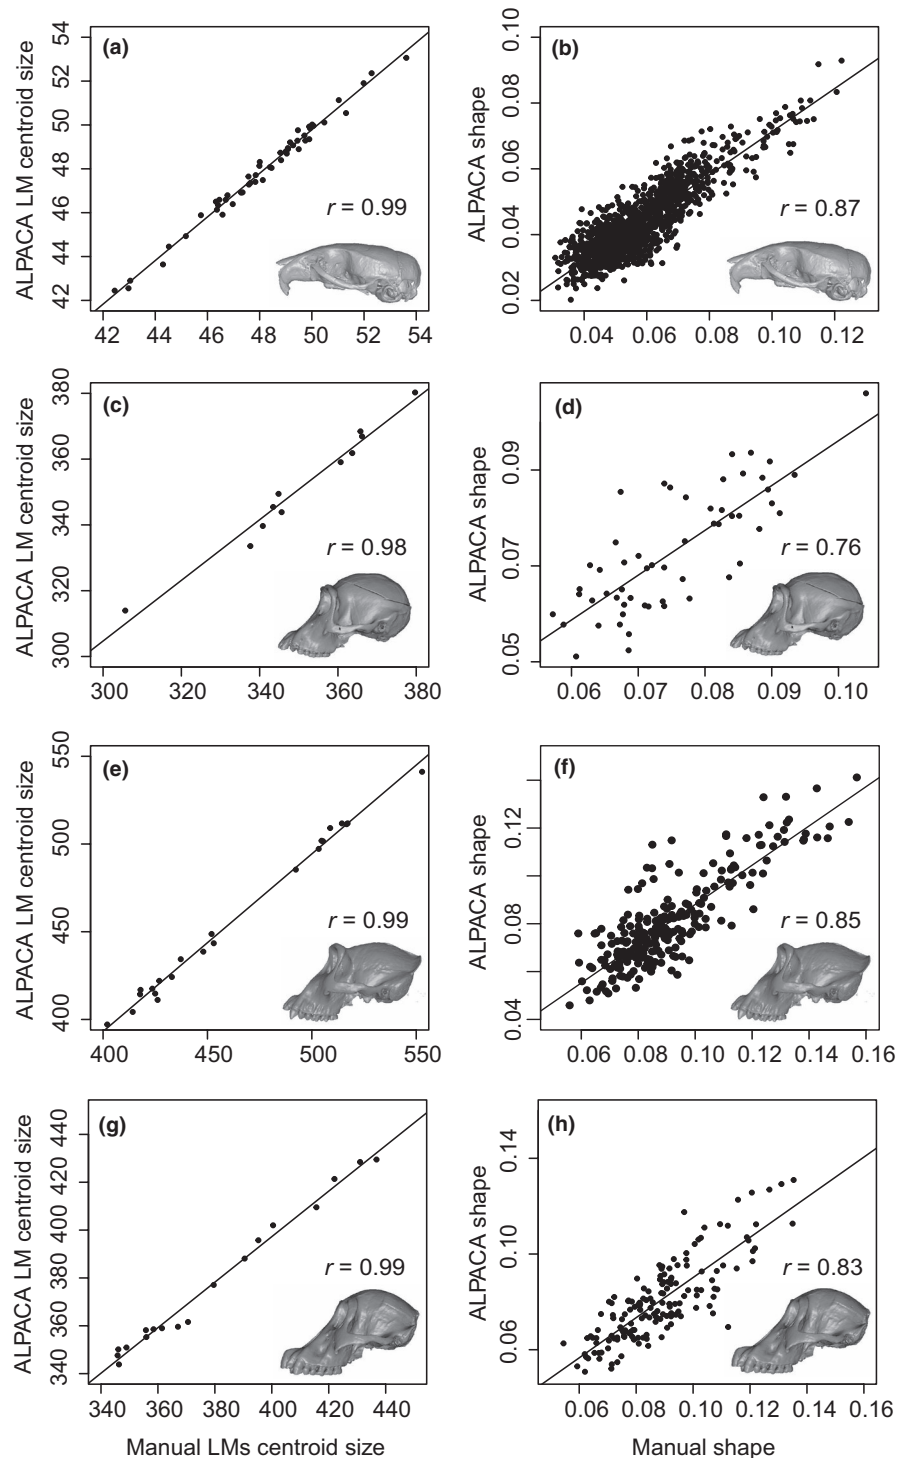 (a)
ALPACA LM centroid size
54
52
50
48
46
44
42
r = 0.99
42 44 46 48 50 52 54
(b)
ALPACA shape
0.10
0.08
0.06
0.04
0.02
r = 0.87
0.04 0.06 0.08 0.10 0.12
(c)
ALPACA LM centroid size
380
360
340
320
300
r = 0.98
300 320 340 360 380
(d)
ALPACA shape
0.09
0.07
0.05
r = 0.76
0.06 0.07 0.08 0.09 0.10
(e)
ALPACA LM centroid size
550
500
450
400
r = 0.99
400 450 500 550
(f)
ALPACA shape
0.12
0.08
0.04
r = 0.85
0.06 0.08 0.10 0.12 0.14 0.16
(g)
ALPACA LM centroid size
440
420
400
380
360
340
r = 0.99
340 360 380 400 420 440
Manual LMs centroid size
(h)
ALPACA shape
0.14
0.10
0.06
r = 0.83
0.06 0.08 0.10 0.12 0.14 0.16
Manual shape